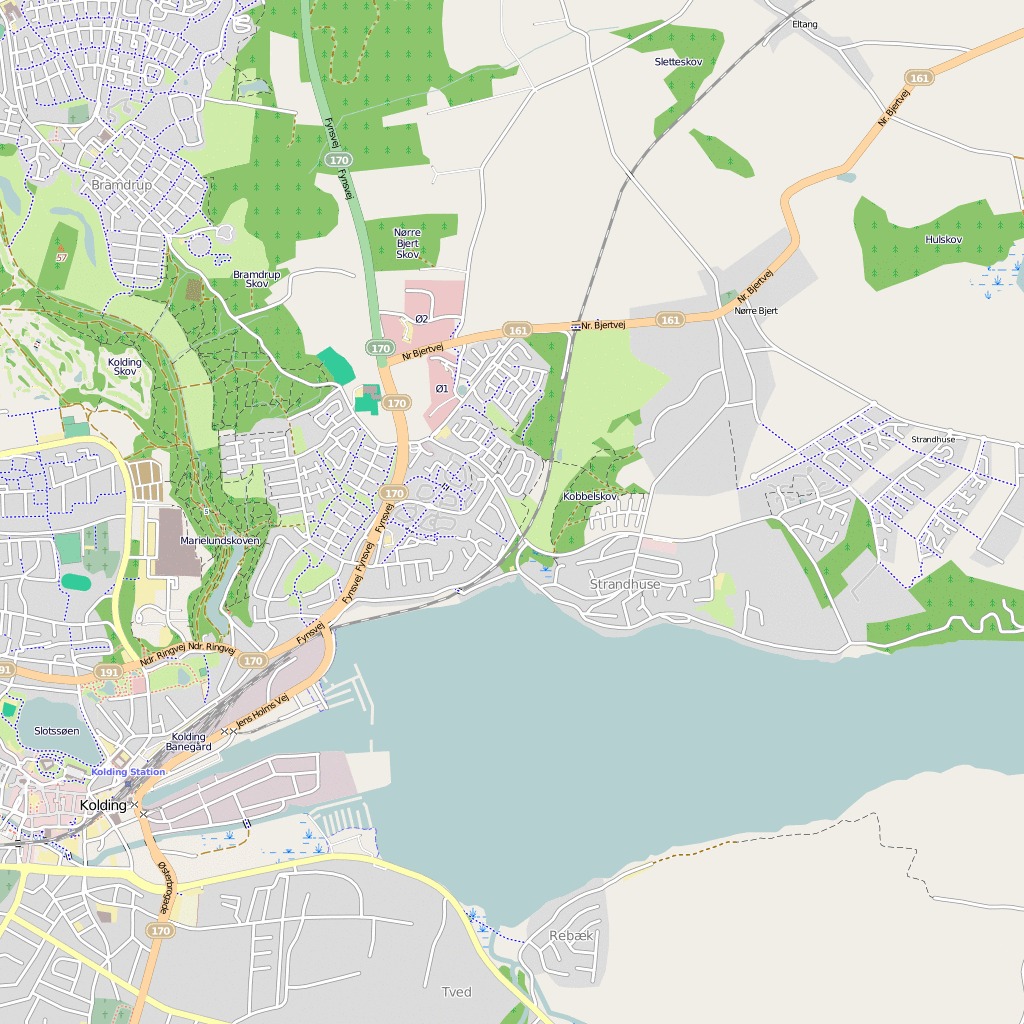 Eltang
Sletteskov
161
Nr. Bjertvej
Fynsvej
170
Fynsvej
Bramdrup
57
Nørre
Bjert
Skov
Hulskov
Bramdrup
Skov
Nr. Bjertvej
Nørre Bjert
Ø2
161
Nr. Bjertvej
161
170
Nr Bjertvej
Kolding
Skov
Ø1
170
Strandhuse
170
Kobbelskov
Fynsvej
Marielundskoven
Fynsvej
Fynsvej
Strandhuse
Fynsvej
Ndr. Ringvej
Ndr. Ringvej
170
91
191
Jens Holms Vej
Slotssøen
Kolding
Banegård
Kolding Station
Kolding
Østerbrogade
170
Rebæk
Tved